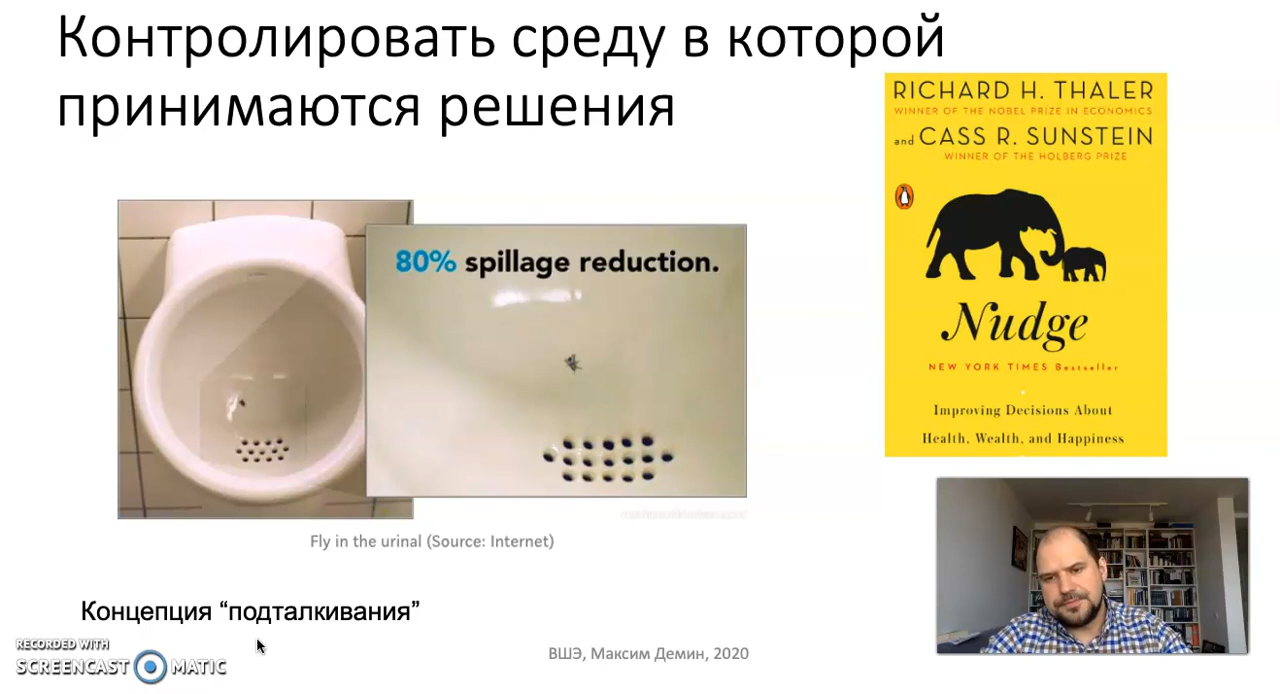 Контролировать среду в которой
принимаются решения
RICHARD H. THALER
WINNER OF THE NOBEL PRIZE IN ECONOMICS
and CASS R. SUNSTEIN
WINNER OF THE HOLBERG PRIZE
Nudge
NEW YORK TIMES Bestseller
Improving Decisions About
Health, Wealth, and Happiness
80% spillage reduction.
Fly in the urinal (Source: Internet)
Концепция “подталкивания”
RECORDED WITH
SCREENCAST MATIC
ВШЭ, Максим Демин, 2020